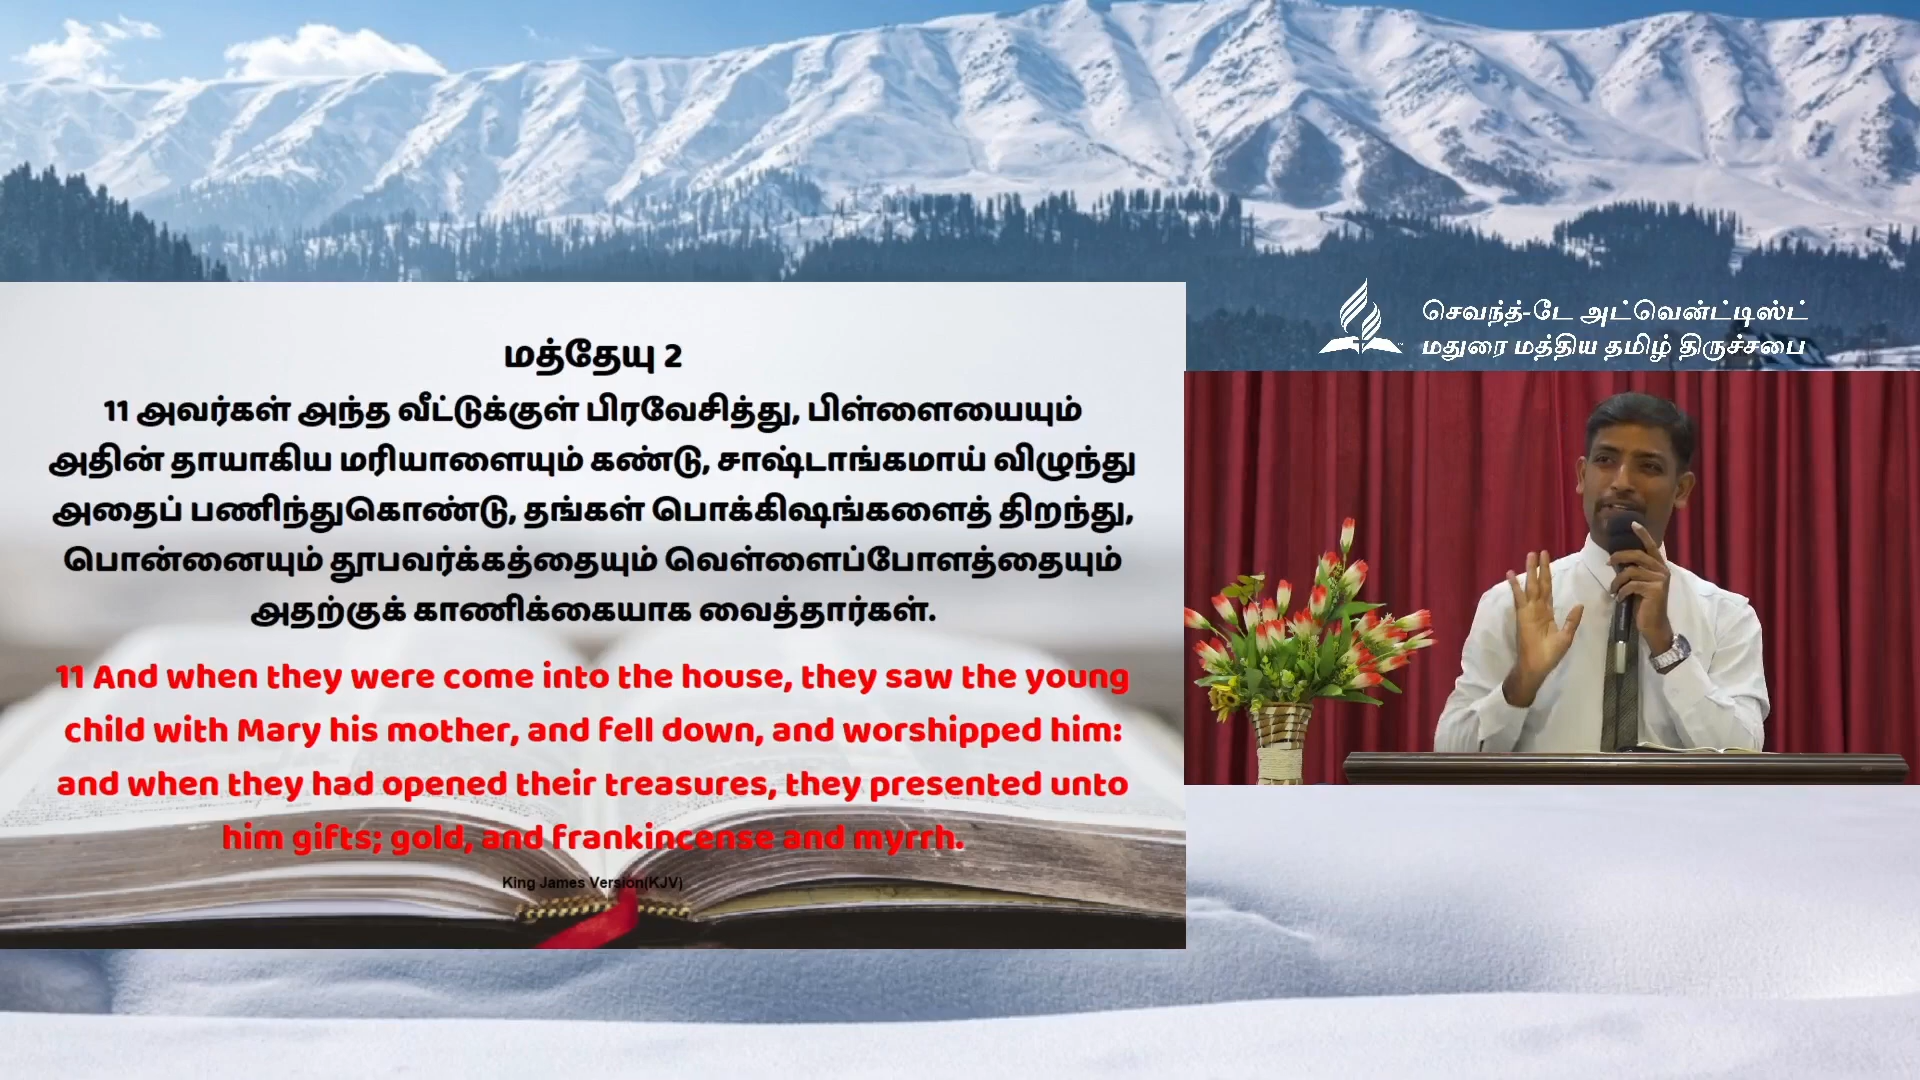 மத்தேயு 2
11 அவர்கள் அந்த வீட்டுக்குள் பிரவேசித்து, பிள்ளையையும்
அதின் தாயாகிய மரியாளையும் கண்டு, சாஷ்டாங்கமாய் விழுந்து
அதைப் பணிந்துகொண்டு, தங்கள் பொக்கிஷங்களைத் திறந்து,
பொன்னையும் தூபவர்க்கத்தையும் வெள்ளைப்போளத்தையும்
அதற்குக் காணிக்கையாக வைத்தார்கள்.
11 And when they were come into the house, they saw the young
child with Mary his mother, and fell down, and worshipped him:
and when they had opened their treasures, they presented unto
him gifts; gold, and frankincense and myrrh.
King James Version(KJV)
செவந்த்-டே அட்வென்ட்டிஸ்ட்
மதுரை மத்திய தமிழ் திருச்சபை